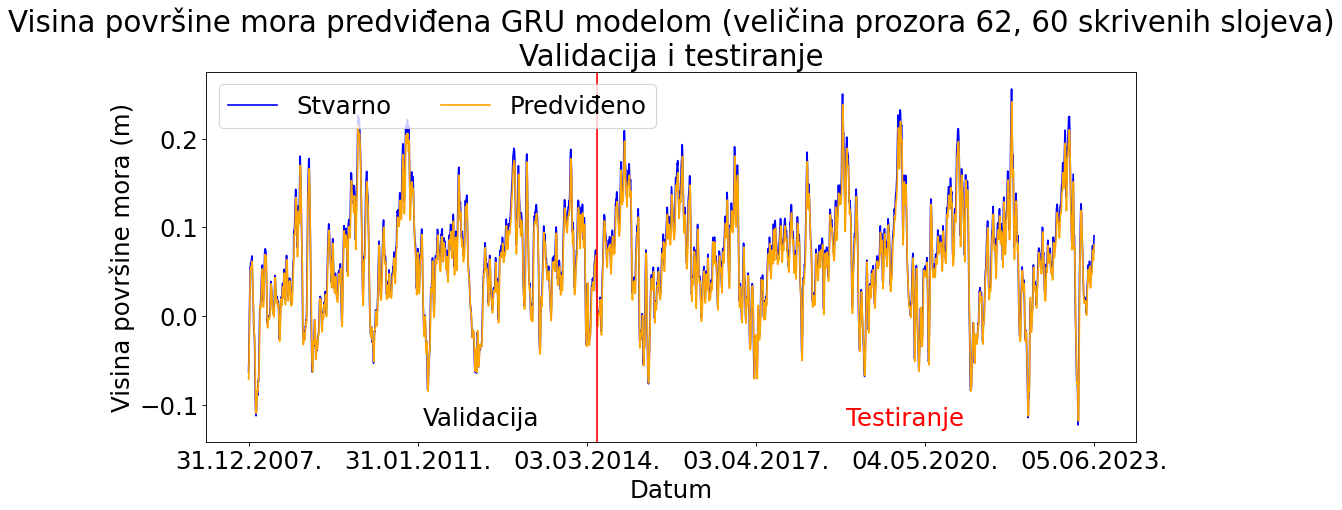 Visina površine mora predviđena GRU modelom (veličina prozora 62, 60 skrivenih slojeva)
Validacija i testiranje
Stvarno
Predviđeno
Visina površine mora (m)
0.2
0.1
0.0
−0.1
Validacija
Testiranje
31.12.2007.
31.01.2011.
03.03.2014.
03.04.2017.
04.05.2020.
05.06.2023.
Datum